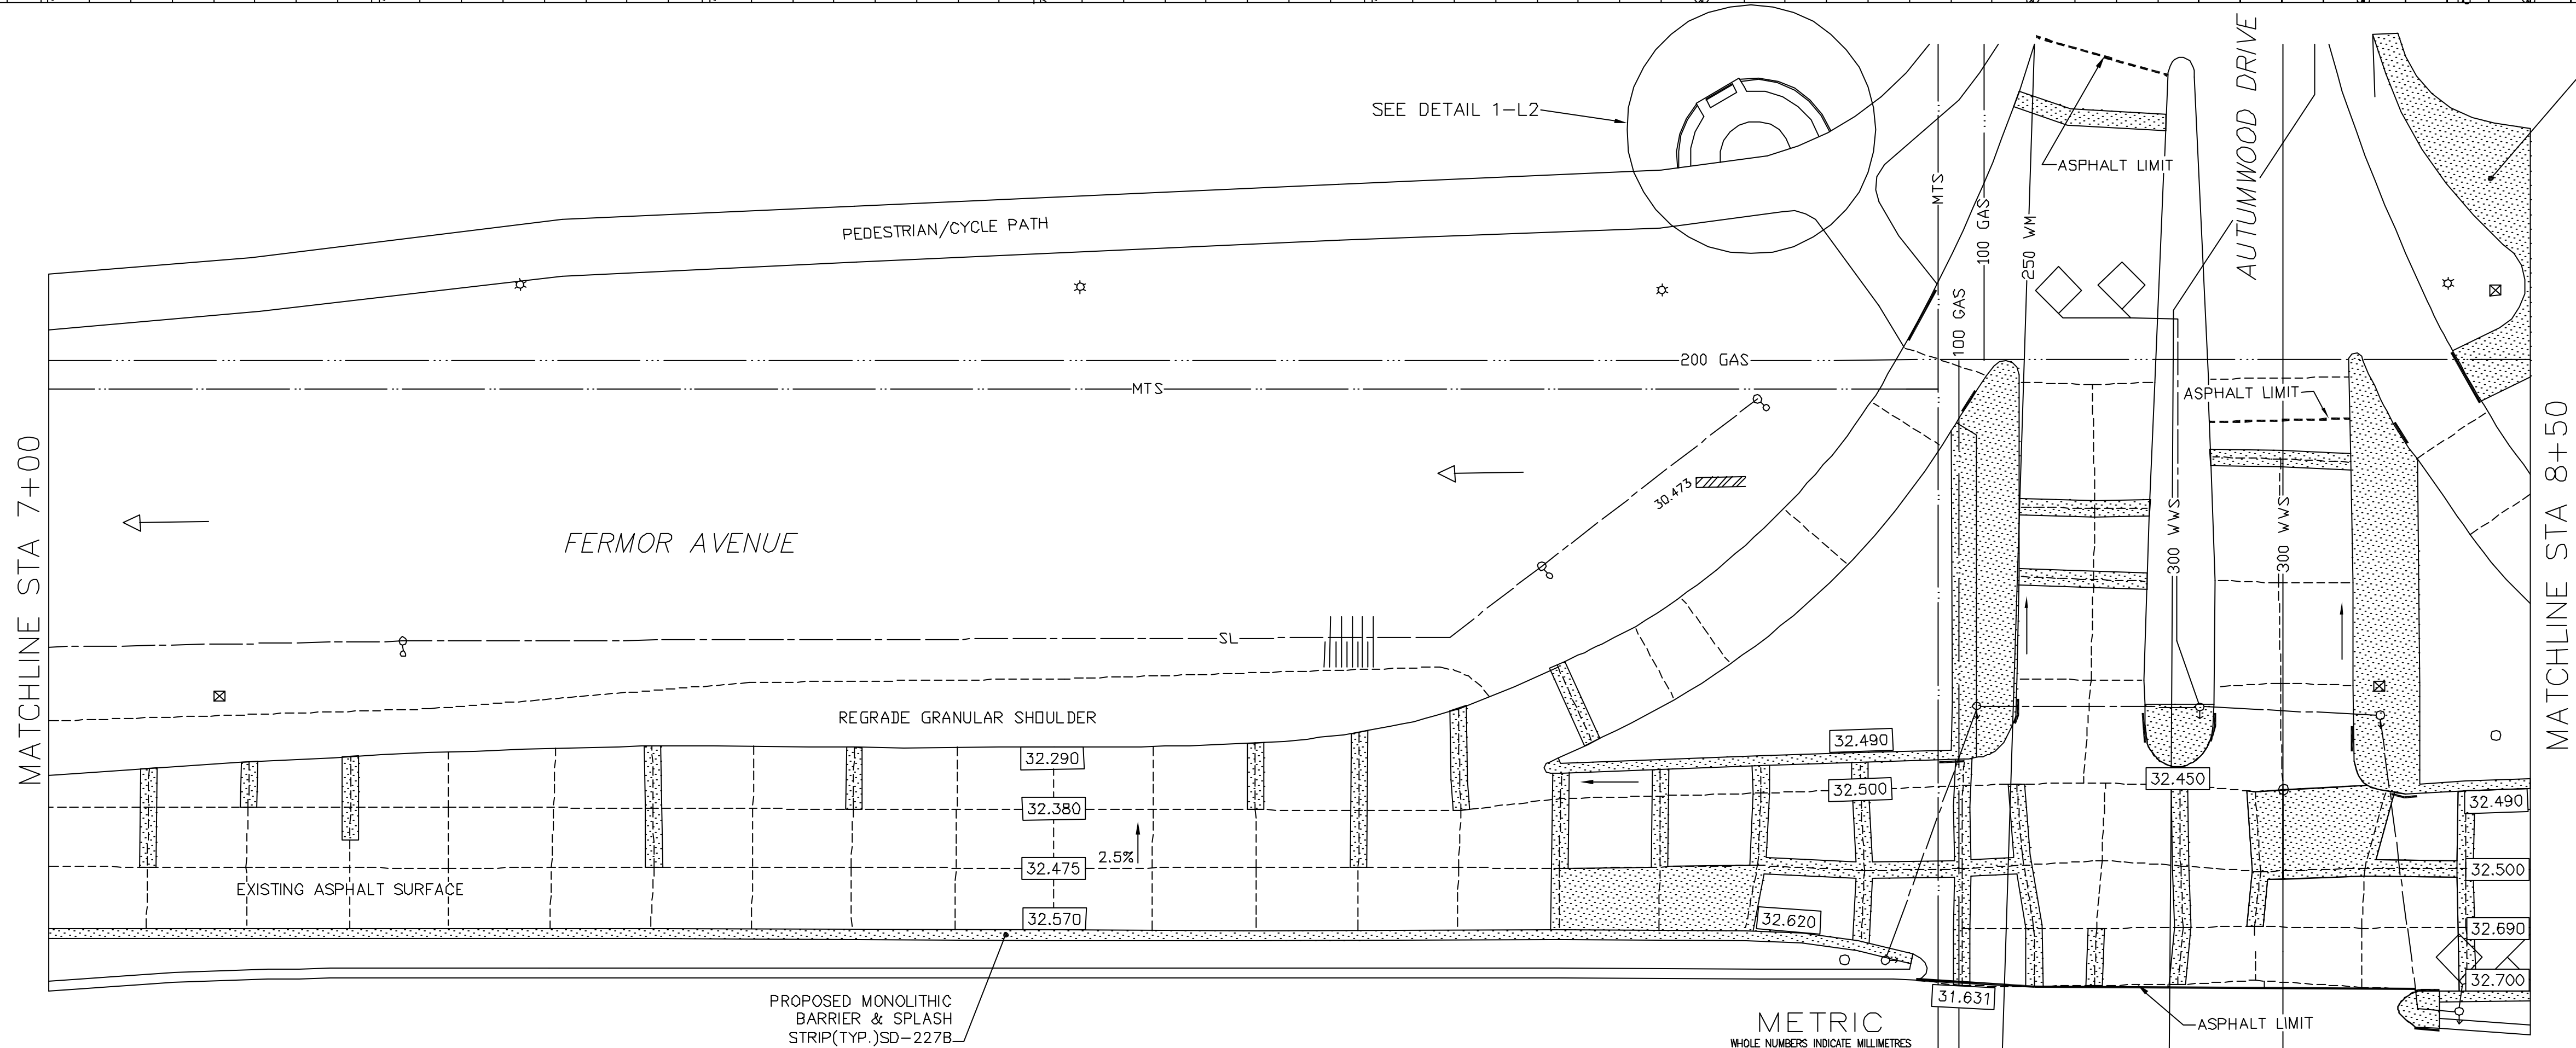 SEE DETAIL 1-L2
ASPHALT LIMIT
AUTUMWOOD DRIVE
MTS
100 GAS
250 WM
PEDESTRIAN/CYCLE PATH
100 GAS
200 GAS
MTS
ASPHALT LIMIT
MATCHLINE STA 7+00
MATCHLINE STA 8+50
30.473
FERMOR AVENUE
300 WWS
300 WWS
SL
REGRADE GRANULAR SHOULDER
32.290
32.490
32.380
32.500
32.450
32.490
2.5%
32.475
32.500
EXISTING ASPHALT SURFACE
32.570
32.620
32.690
32.700
PROPOSED MONOLITHIC
BARRIER & SPLASH
STRIP(TYP.)SD-227B
31.631
METRIC
WHOLE NUMBERS INDICATE MILLIMETRES
ASPHALT LIMIT